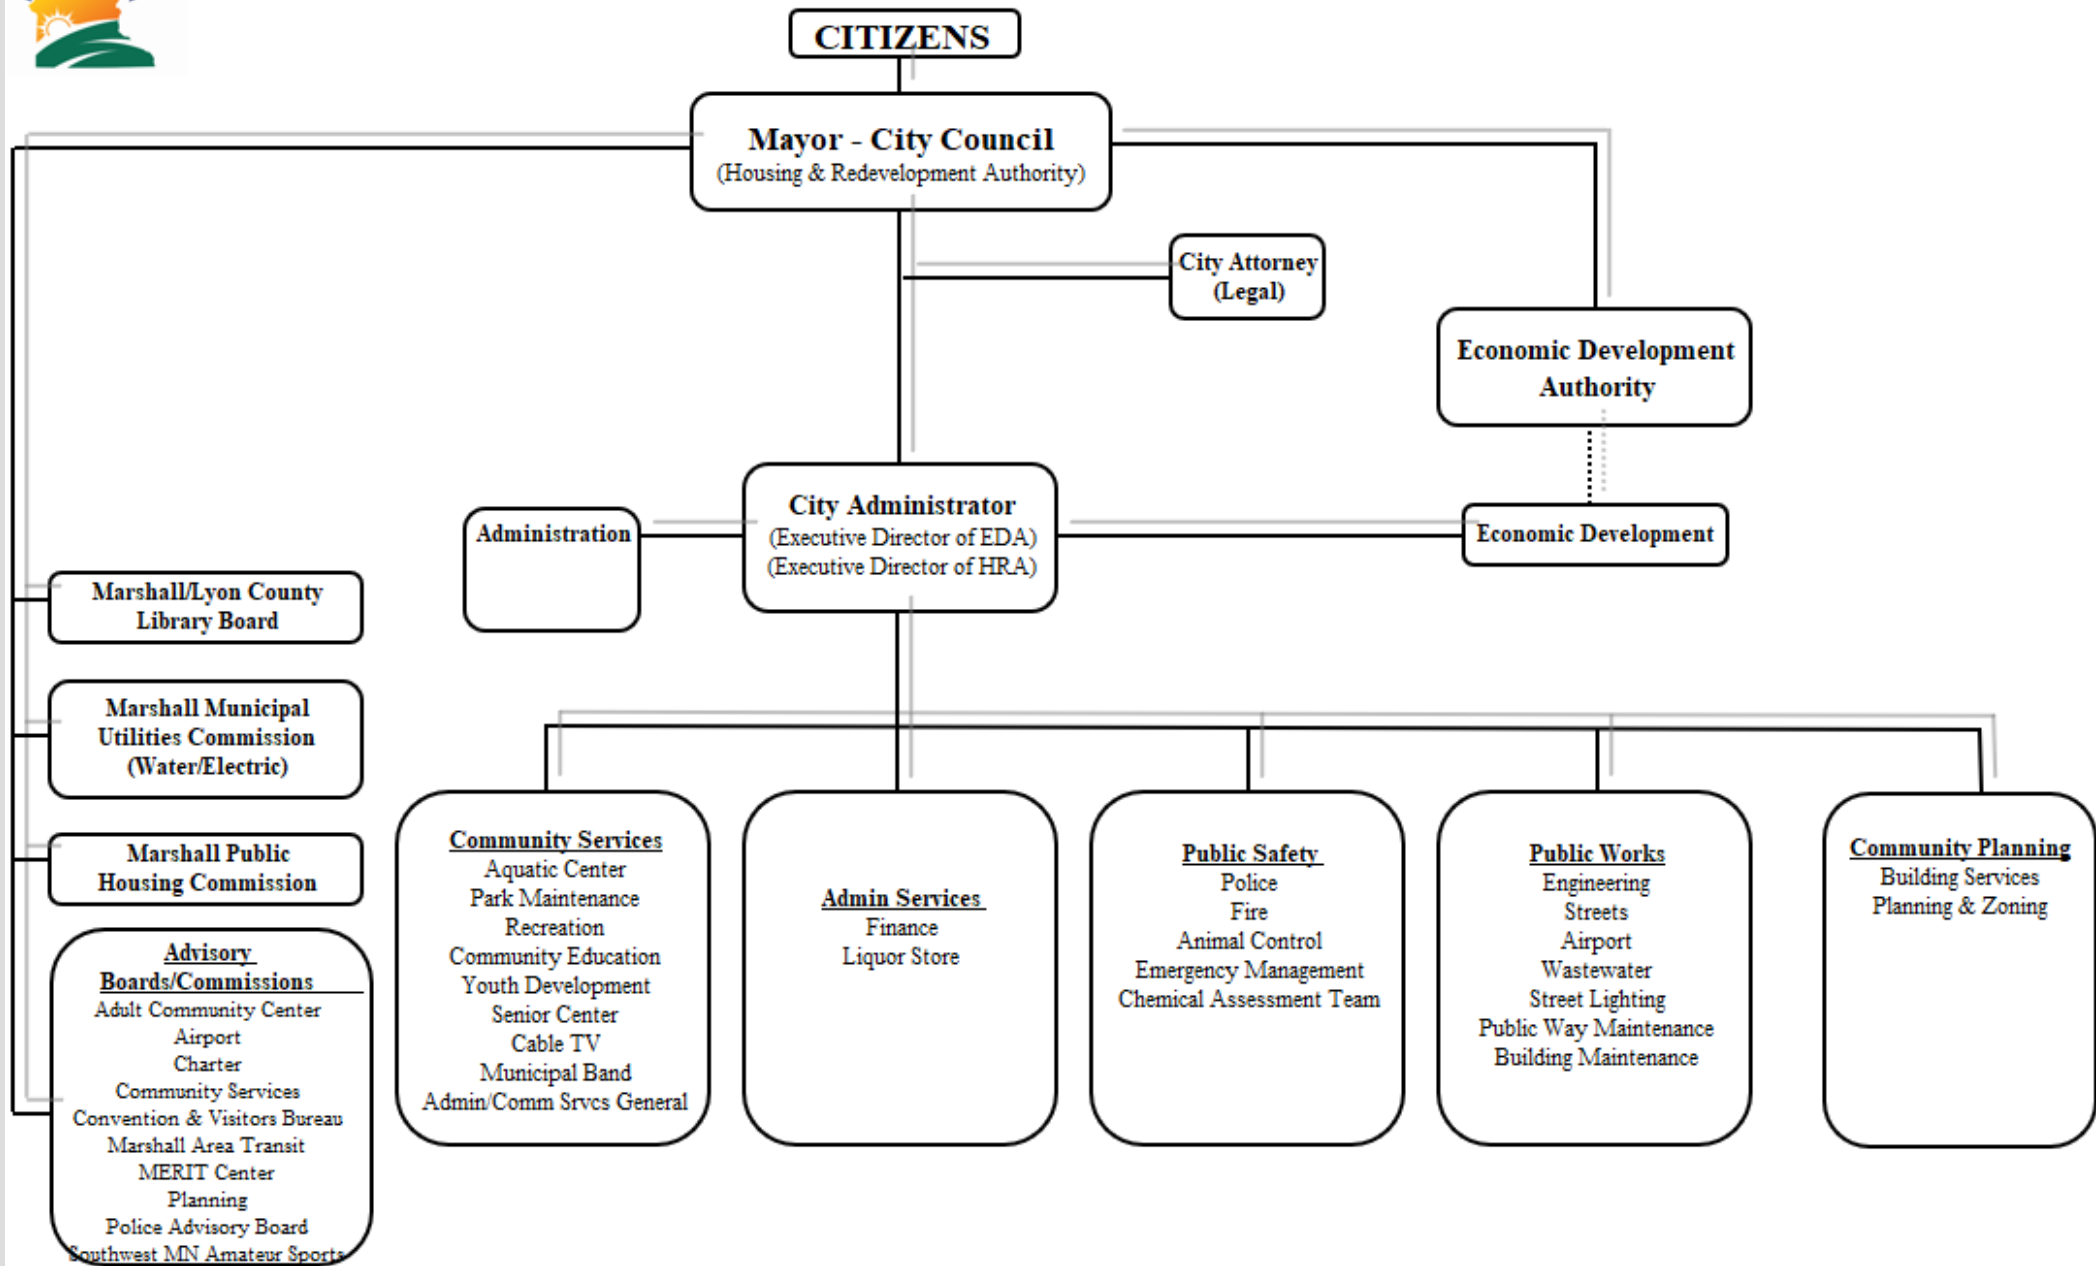 CITIZENS
Mayor - City Council
(Housing & Redevelopment Authority)
City Attorney
(Legal)
Economic Development
Authority
City Administrator
(Executive Director of EDA)
(Executive Director of HRA)
Administration
Economic Development
Marshall/Lyon County
Library Board
Marshall Municipal
Utilities Commission
(Water/Electric)
Marshall Public
Housing Commission
Advisory
Boards/Commissions
Adult Community Center
Airport
Charter
Community Services
Convention & Visitors Bureau
Marshall Area Transit
MERIT Center
Planning
Police Advisory Board
Southwest MN Amateur Sports
Community Services
Aquatic Center
Park Maintenance
Recreation
Community Education
Youth Development
Senior Center
Cable TV
Municipal Band
Admin/Comm Srvcs General
Admin Services
Finance
Liquor Store
Public Safety
Police
Fire
Animal Control
Emergency Management
Chemical Assessment Team
Public Works
Engineering
Streets
Airport
Wastewater
Street Lighting
Public Way Maintenance
Building Maintenance
Community Planning
Building Services
Planning & Zoning